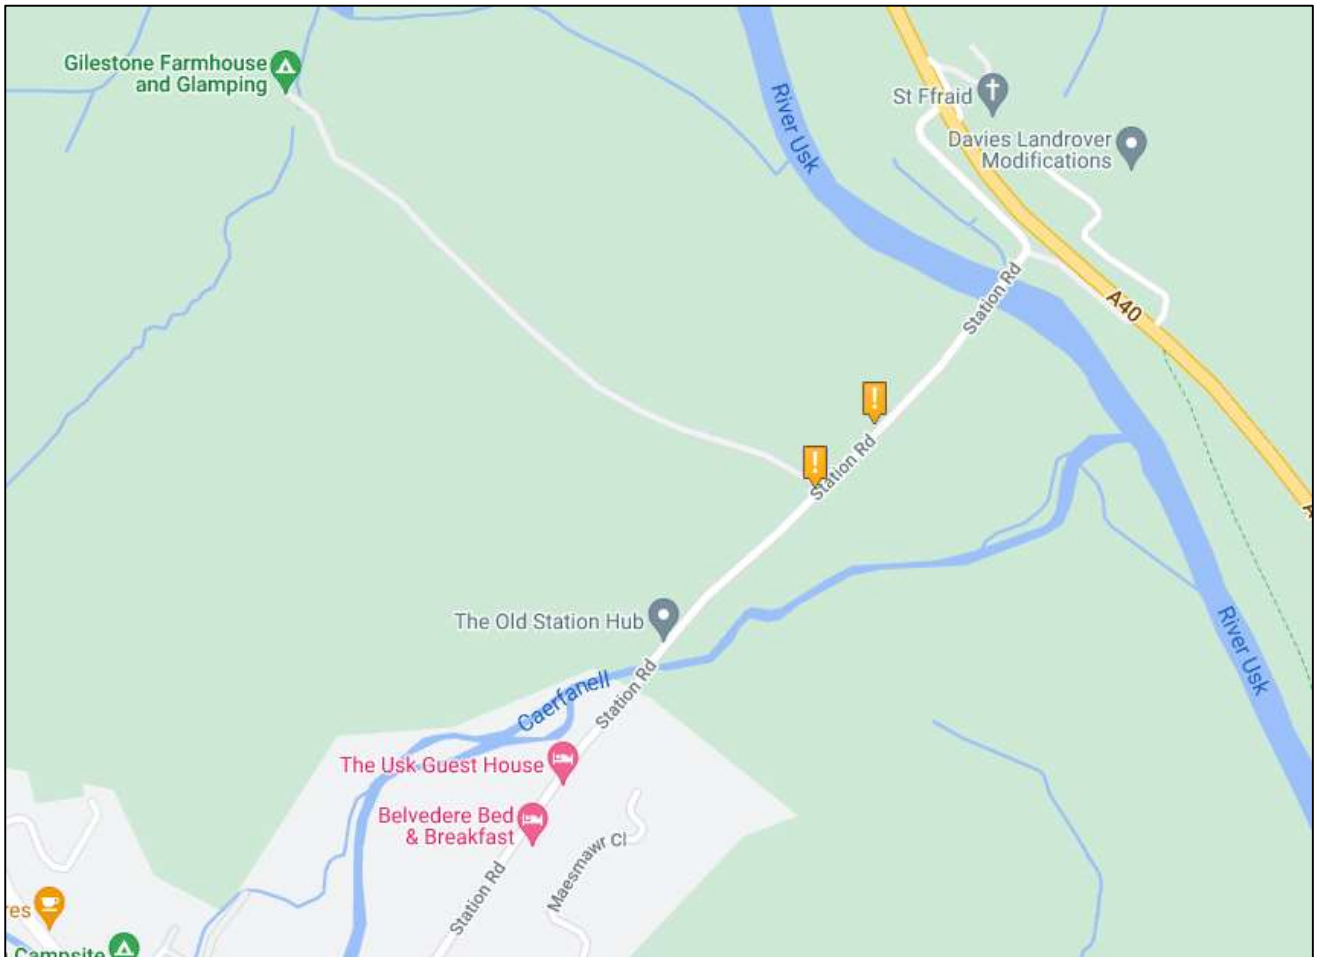 Gilestone Farmhouse
and Glamping
River Usk
St Ffraid
Davies Landrover
Modifications
Station Rd
A40
!
!
Station Rd
The Old Station Hub
Caerfanell
Station Rd
River Usk
The Usk Guest House
Belvedere Bed
& Breakfast
Maesmawr Cl
Station Rd
res
Campsite